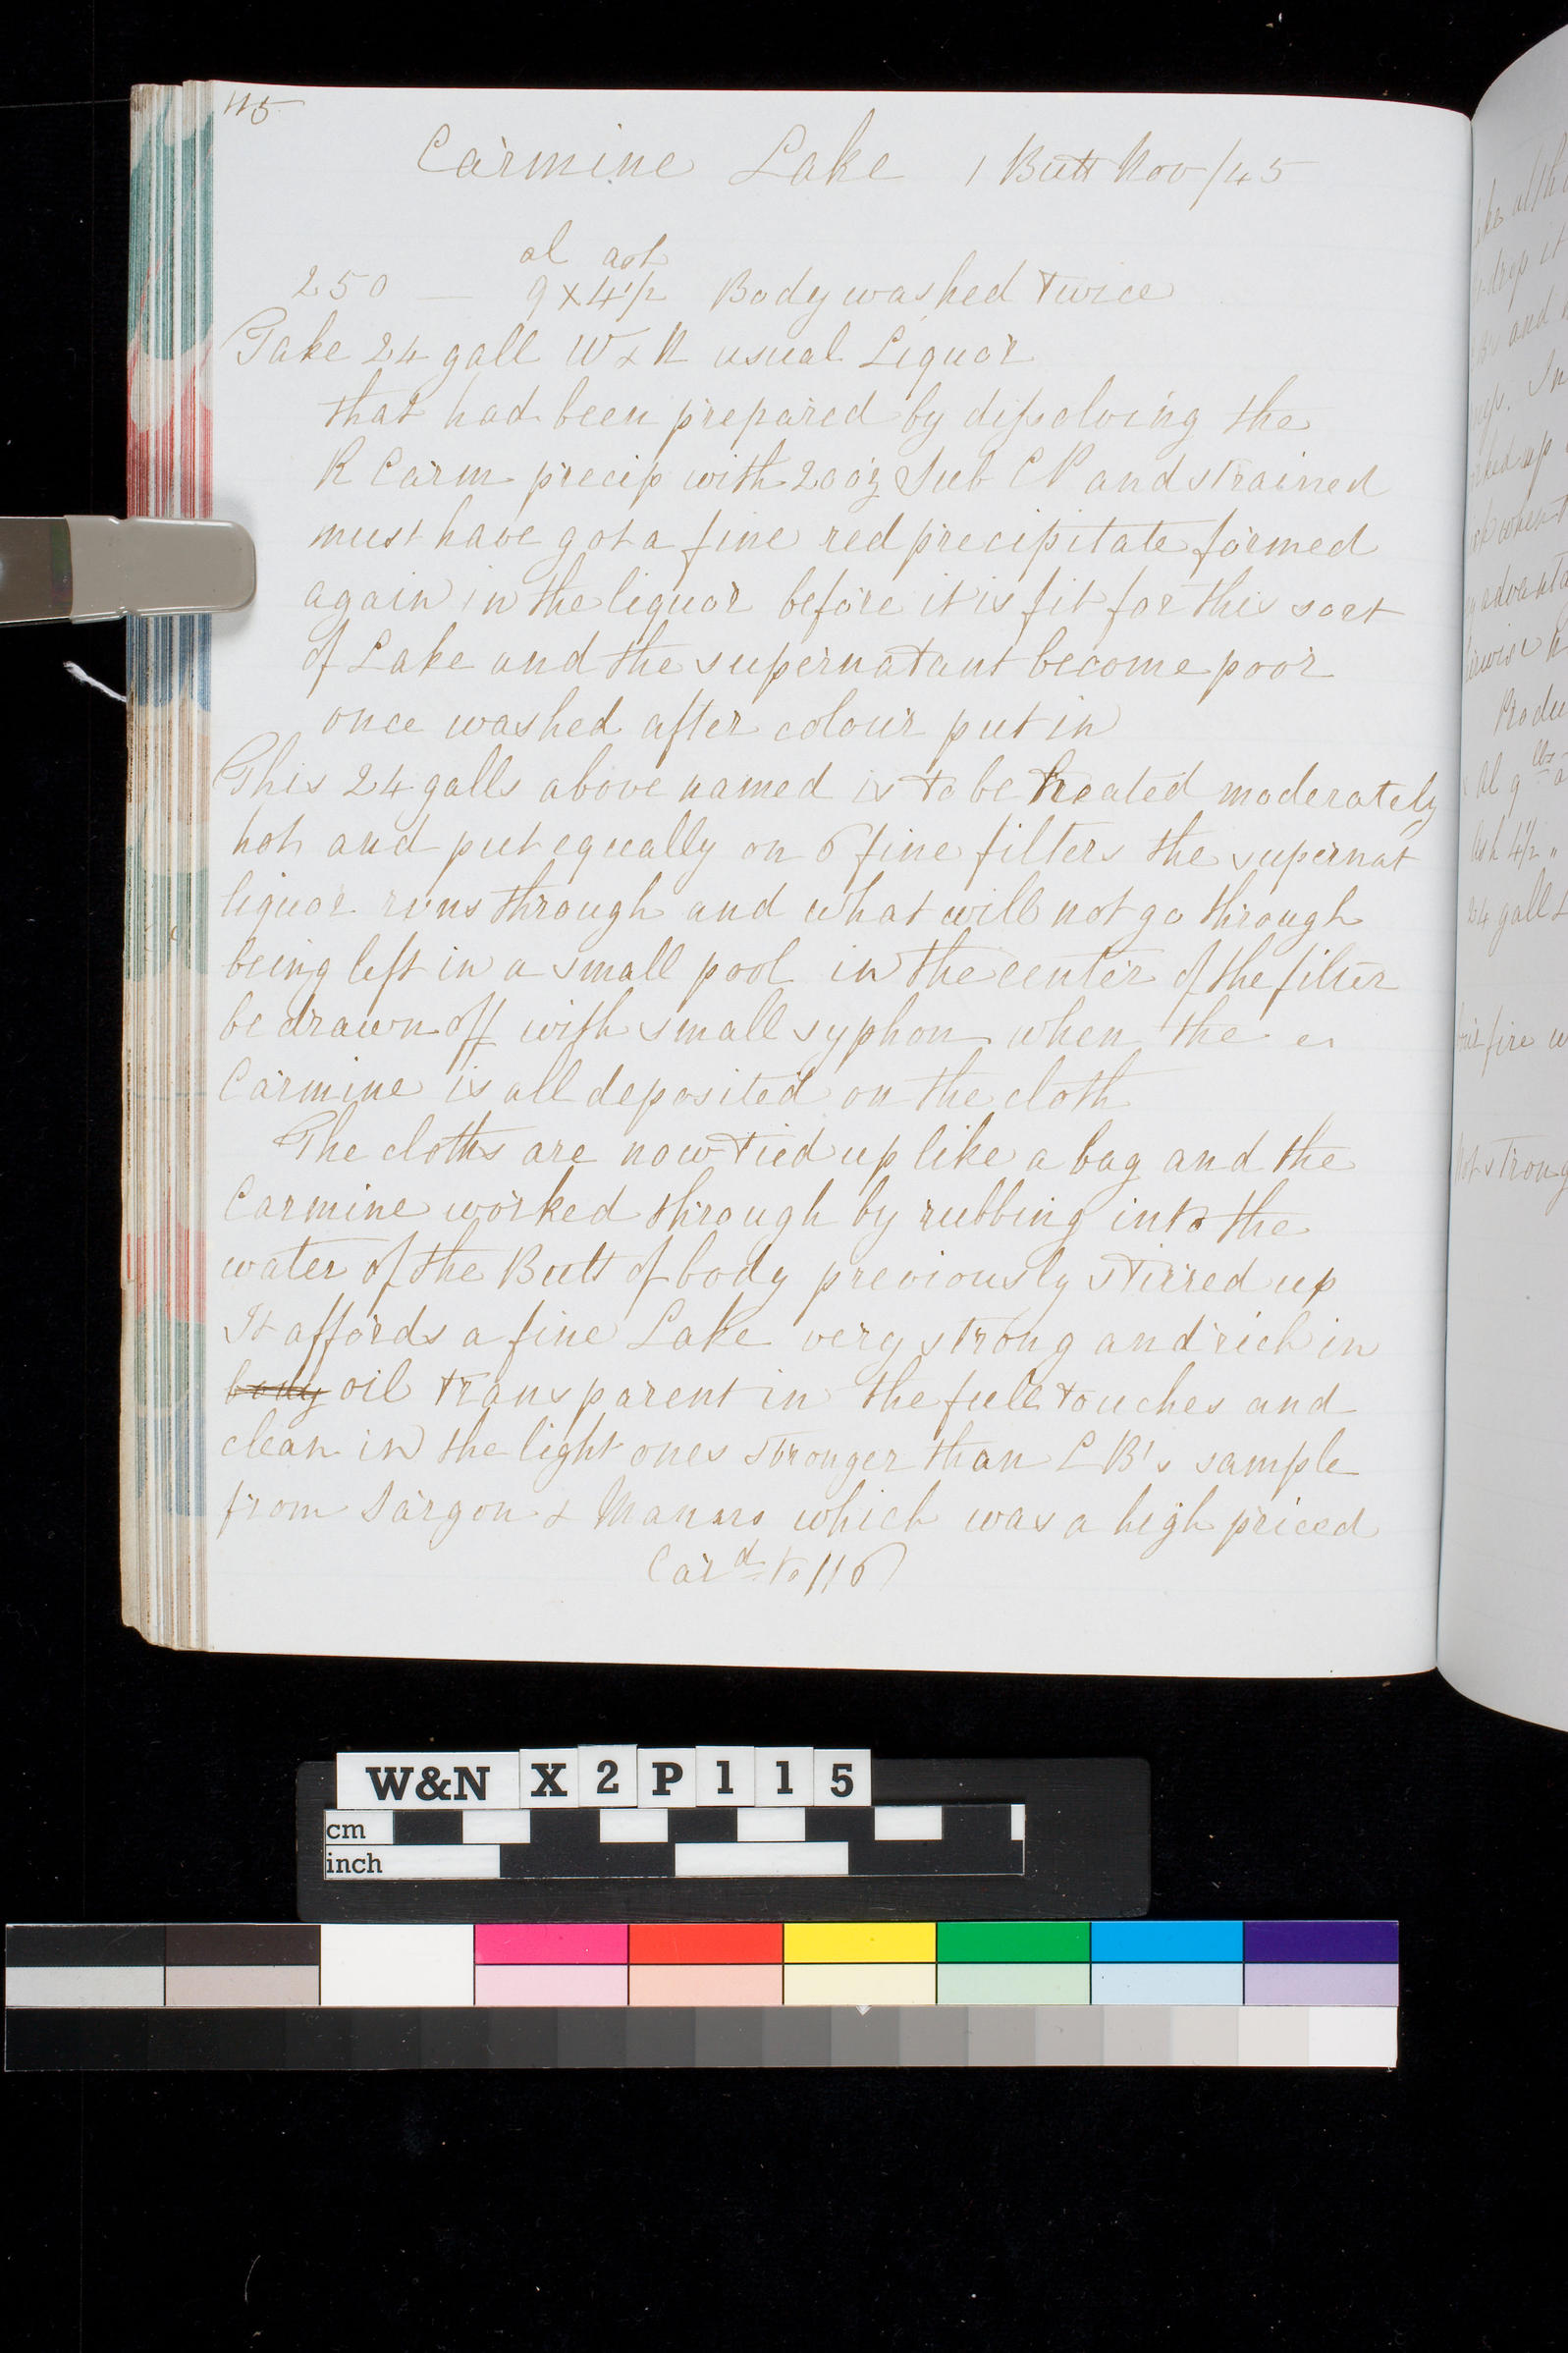 115
Carmine Lake 1 Butt Nov/45
al ash
250 — 9 x 4 1/2 Body washed twice
Take 24 gall W & N usual Liquor
that had been prepared by dissolving the
R Carm precip with 20 oz Sub C P and strained
must have got a fine red precipitate formed
again in the liquor before it is fit for this sort
of Lake and the supernatant become poor
once washed after colour put in
This 24 galls above named is to be heated moderately
hot and put equally on 6 fine filters the supernat
liquor runs through and what will not go through
being left in a small pool in the center of the filter
be drawn off with small syphon when the
Carmine is all deposited on the cloth
The cloths are now tied up like a bag and the
Carmine worked through by rubbing into the
water of the Butt of body previously stirred up
It affords a fine Lake very strong and rich in
body oil transparent in the full touches and
clean in the light ones stronger than L B's sample
from & which was a high priced
Card to 116
W&N X 2 P 1 1 5
cm
inch